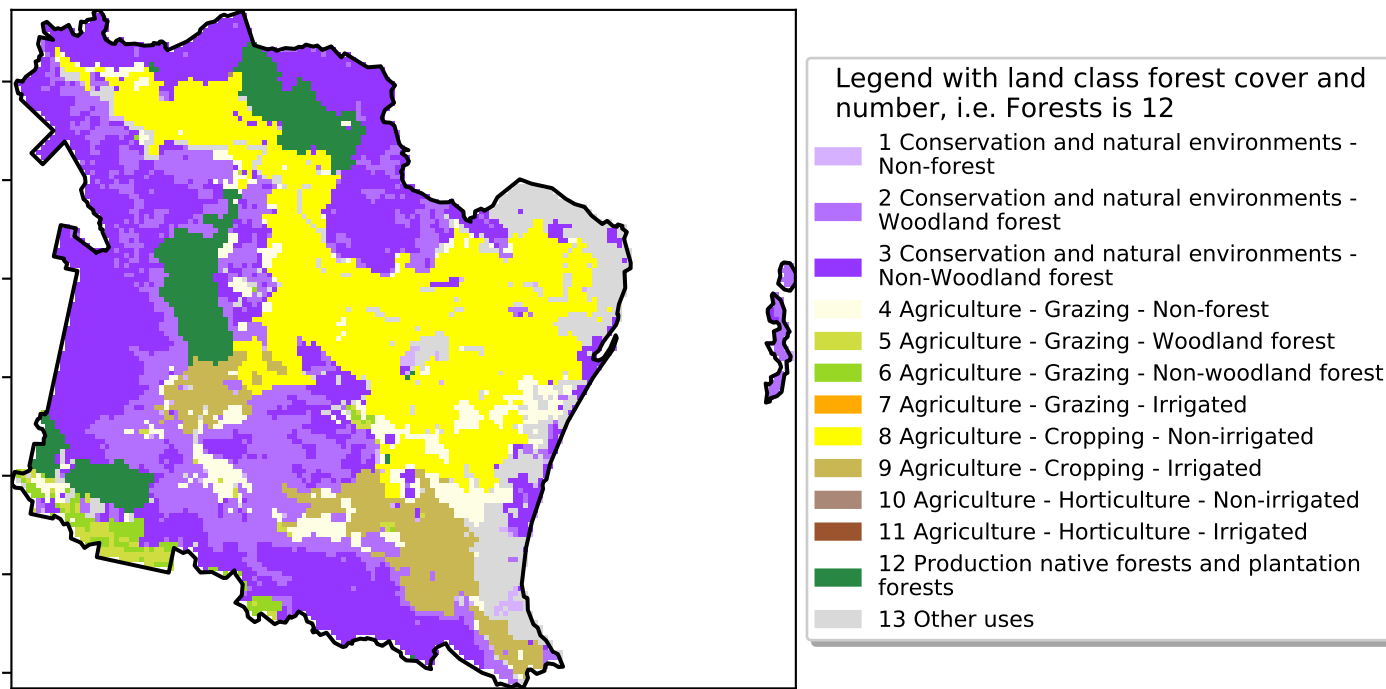 Legend with land class forest cover and
number, i.e. Forests is 12
1 Conservation and natural environments -
Non-forest
2 Conservation and natural environments -
Woodland forest
3 Conservation and natural environments -
Non-Woodland forest
4 Agriculture - Grazing - Non-forest
5 Agriculture - Grazing - Woodland forest
6 Agriculture - Grazing - Non-woodland forest
7 Agriculture - Grazing - Irrigated
8 Agriculture - Cropping - Non-irrigated
9 Agriculture - Cropping - Irrigated
10 Agriculture - Horticulture - Non-irrigated
11 Agriculture - Horticulture - Irrigated
12 Production native forests and plantation
forests
13 Other uses